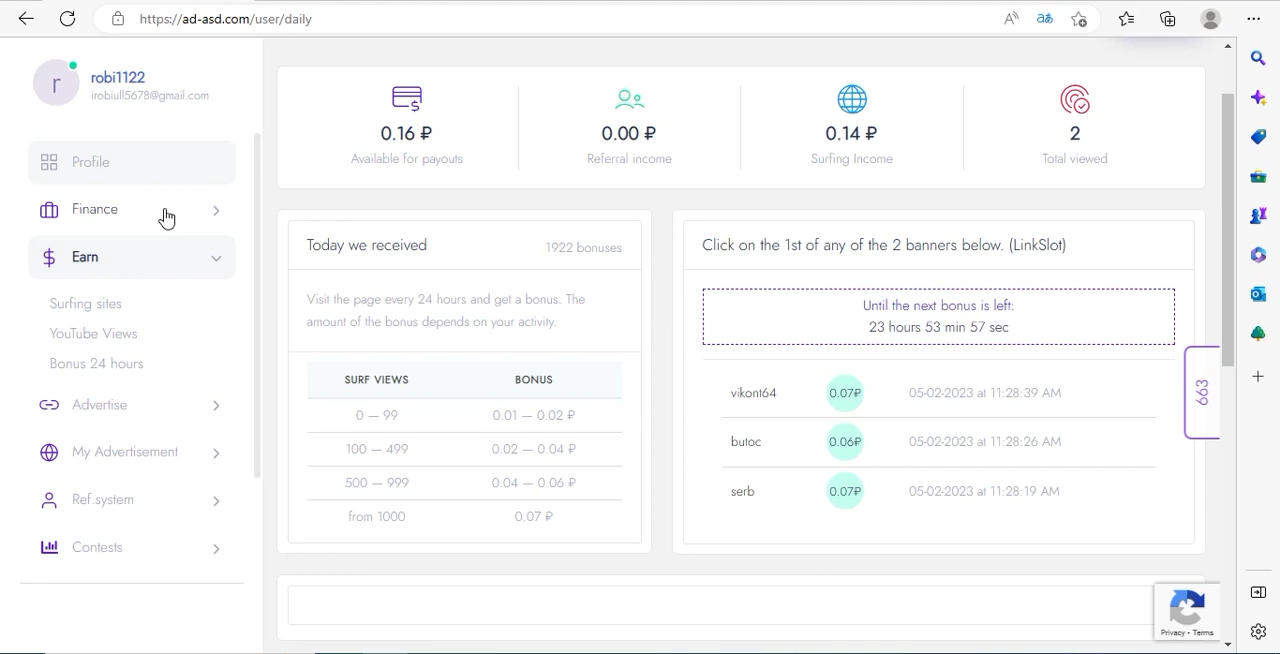 https://ad-asd.com/user/daily
r
robi1122
irobiull5678@gmail.com
Profile
Finance
Earn
Surfing sites
YouTube Views
Bonus 24 hours
Advertise
My Advertisement
Ref.system
Contests
0.16 ₽
Available for payouts
0.00 ₽
Referral income
0.14 ₽
Surfing Income
2
Total viewed
Today we received
1922 bonuses
Visit the page every 24 hours and get a bonus. The
amount of the bonus depends on your activity.
SURF VIEWS BONUS
0 — 99 0.01 — 0.02 ₽
100 — 499 0.02 — 0.04 ₽
500 — 999 0.04 — 0.06 ₽
from 1000 0.07 ₽
Click on the 1st of any of the 2 banners below. (LinkSlot)
Until the next bonus is left:
23 hours 53 min 57 sec
vikont64 0.07₽ 05-02-2023 at 11:28:39 AM
butoc 0.06₽ 05-02-2023 at 11:28:26 AM
serb 0.07₽ 05-02-2023 at 11:28:19 AM
663
Privacy - Terms